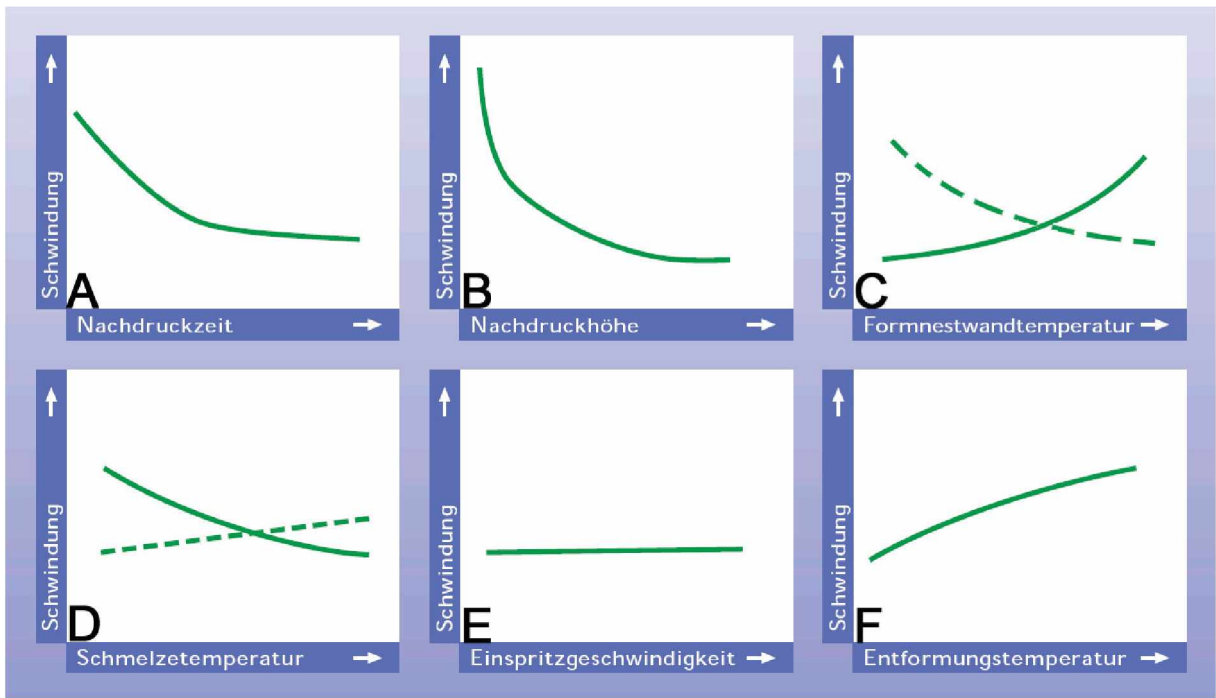 Schwindung
A
Nachdruckzeit
Schwindung
B
Nachdruckhöhe
Schwindung
C
Formnestwandtemperatur
Schwindung
D
Schmelzetemperatur
Schwindung
E
Einspritzgeschwindigkeit
Schwindung
F
Entformungstemperatur